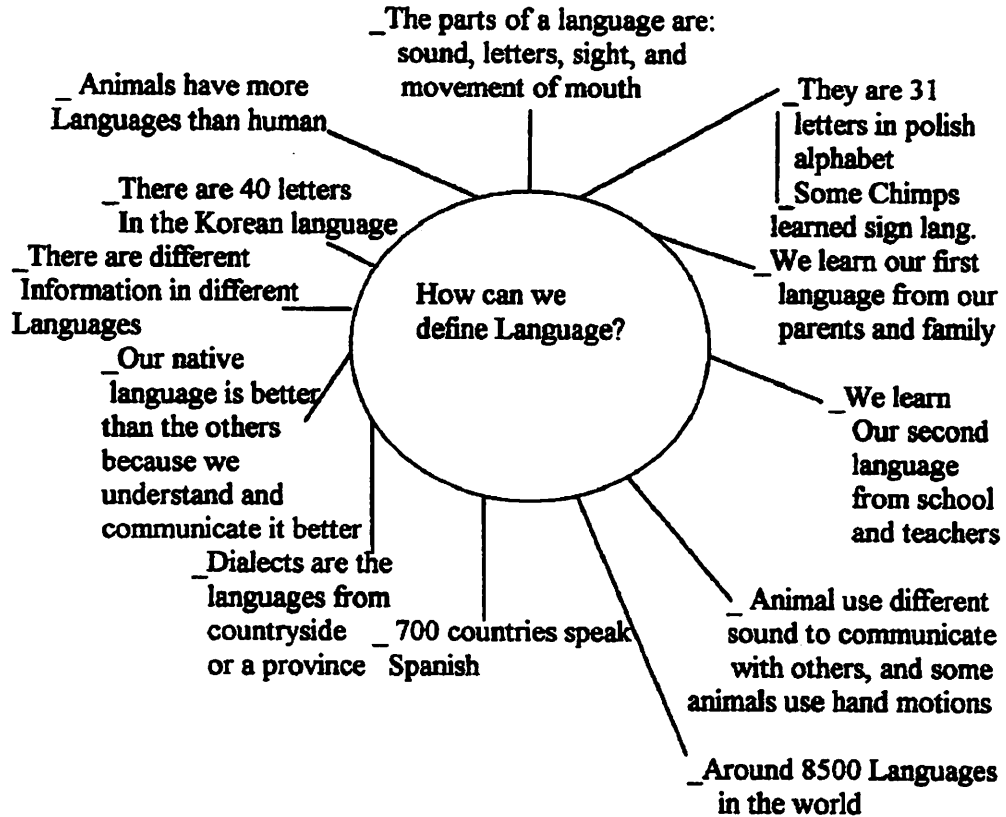 _The parts of a language are:
sound, letters, sight, and
movement of mouth
_ Animals have more
Languages than human
_They are 31
letters in polish
alphabet
_Some Chimps
learned sign lang.
_There are 40 letters
In the Korean language
_We learn our first
language from our
parents and family
_There are different
Information in different
Languages
How can we
define Language?
_Our native
language is better
than the others
because we
understand and
communicate it better
_We learn
Our second
language
from school
and teachers
_Dialects are the
languages from
countryside
or a province
_ 700 countries speak
Spanish
_ Animal use different
sound to communicate
with others, and some
animals use hand motions
_Around 8500 Languages
in the world